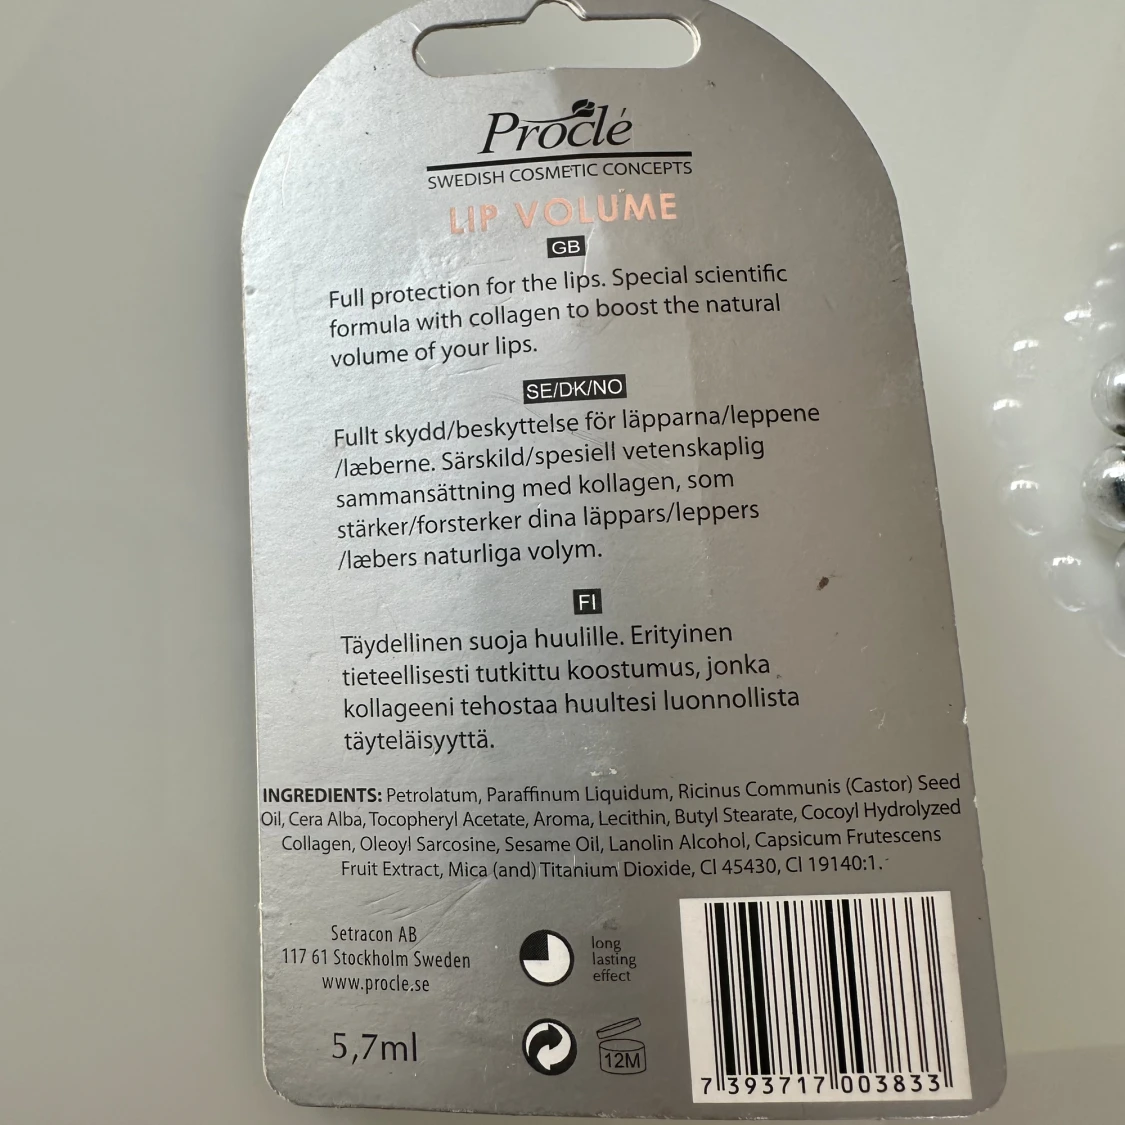 Proclé
SWEDISH COSMETIC CONCEPTS
LIP VOLUME
GB
Full protection for the lips. Special scientific
formula with collagen to boost the natural
volume of your lips.
SE/DK/NO
Fullt skydd/beskyttelse för läpparna/leppene
/læberne. Särskild/spesiell vetenskaplig
sammansättning med kollagen, som
stärker/forsterker dina läppars/leppers
/læbers naturliga volym.
FI
Täydellinen suoja huulille. Erityinen
tieteellisesti tutkittu koostumus, jonka
kollageeni tehostaa huultesi luonnollista
täyteläisyyttä.
INGREDIENTS: Petrolatum, Paraffinum Liquidum, Ricinus Communis (Castor) Seed
Oil, Cera Alba, Tocopheryl Acetate, Aroma, Lecithin, Butyl Stearate, Cocoyl Hydrolyzed
Collagen, Oleoyl Sarcosine, Sesame Oil, Lanolin Alcohol, Capsicum Frutescens
Fruit Extract, Mica (and) Titanium Dioxide, Cl 45430, Cl 19140:1.
Setracon AB
117 61 Stockholm Sweden
www.procle.se
long
lasting
effect
5,7ml
12M
7 393717 003833